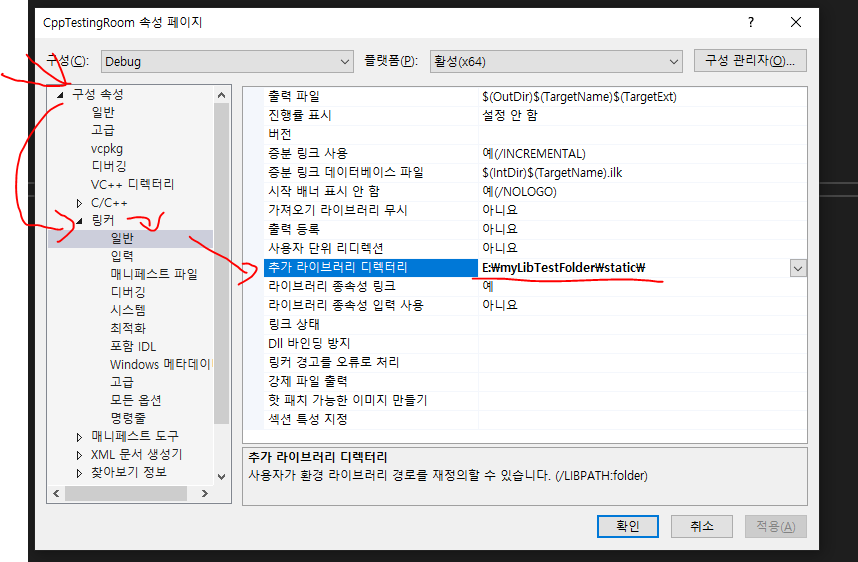 CppTestingRoom 속성 페이지
구성(C): Debug 플랫폼(P): 활성(x64) 구성 관리자(O)...
구성 속성
일반
고급
vcpkg
디버깅
VC++ 디렉터리
C/C++
링커
일반
입력
매니페스트 파일
디버깅
시스템
최적화
포함 IDL
Windows 메타데이
고급
모든 옵션
명령줄
매니페스트 도구
XML 문서 생성기
찾아보기 정보
출력 파일 $(OutDir)$(TargetName)$(TargetExt)
진행률 표시 설정 안 함
버전
증분 링크 사용 예(/INCREMENTAL)
증분 링크 데이터베이스 파일 $(IntDir)$(TargetName).ilk
시작 배너 표시 안 함 예(/NOLOGO)
가져오기 라이브러리 무시 아니요
출력 등록 아니요
사용자 단위 리디렉션 아니요
추가 라이브러리 디렉터리 E:₩myLibTestFolder₩static₩
라이브러리 종속성 링크 예
라이브러리 종속성 입력 사용 아니요
링크 상태
Dll 바인딩 방지
링커 경고를 오류로 처리
강제 파일 출력
핫 패치 가능한 이미지 만들기
섹션 특성 지정
추가 라이브러리 디렉터리
사용자가 환경 라이브러리 경로를 재정의할 수 있습니다. (/LIBPATH:folder)
확인 취소 적용(A)